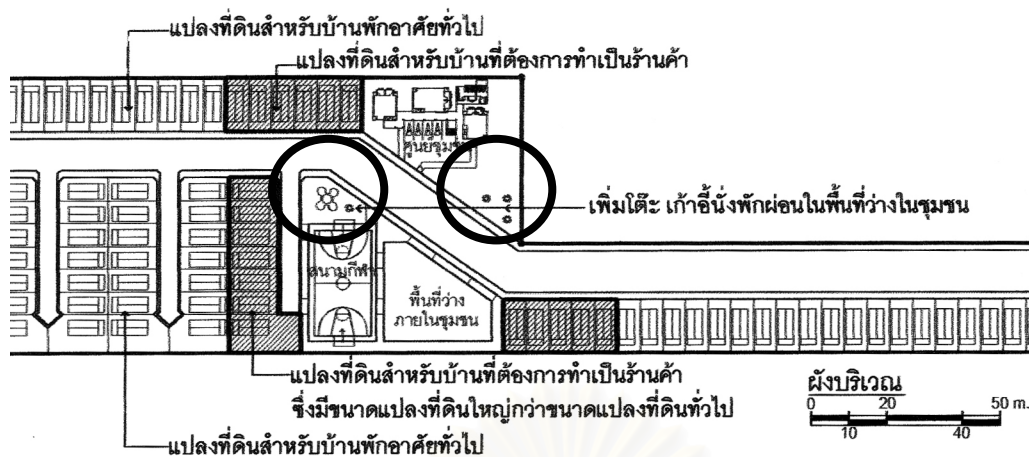 แปลงที่ดินสำหรับบ้านพักอาศัยทั่วไป
แปลงที่ดินสำหรับบ้านที่ต้องการทำเป็นร้านค้า
ศูนย์ชุมชน
เพิ่มโต๊ะ เก้าอี้นั่งพักผ่อนในพื้นที่ว่างในชุมชน
สนามกีฬา
พื้นที่ว่าง
ภายในชุมชน
แปลงที่ดินสำหรับบ้านที่ต้องการทำเป็นร้านค้า
ซึ่งมีขนาดแปลงที่ดินใหญ่กว่าขนาดแปลงที่ดินทั่วไป
แปลงที่ดินสำหรับบ้านพักอาศัยทั่วไป
ผังบริเวณ
0 20 50 m.
10 40